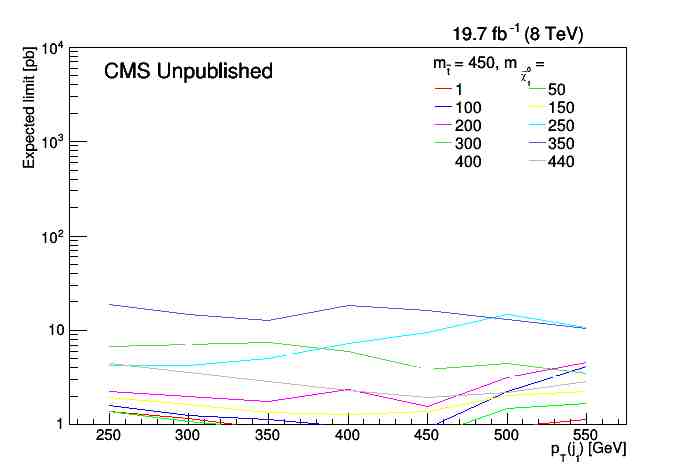 19.7 fb⁻¹ (8 TeV)
Expected limit [pb]
CMS Unpublished
m_t̃ = 450, m_χ̃₁⁰ =
1 50
100 150
200 250
300 350
400 440
10⁴
10³
10²
10
1
250 300 350 400 450 500 550
p_T(j₁) [GeV]